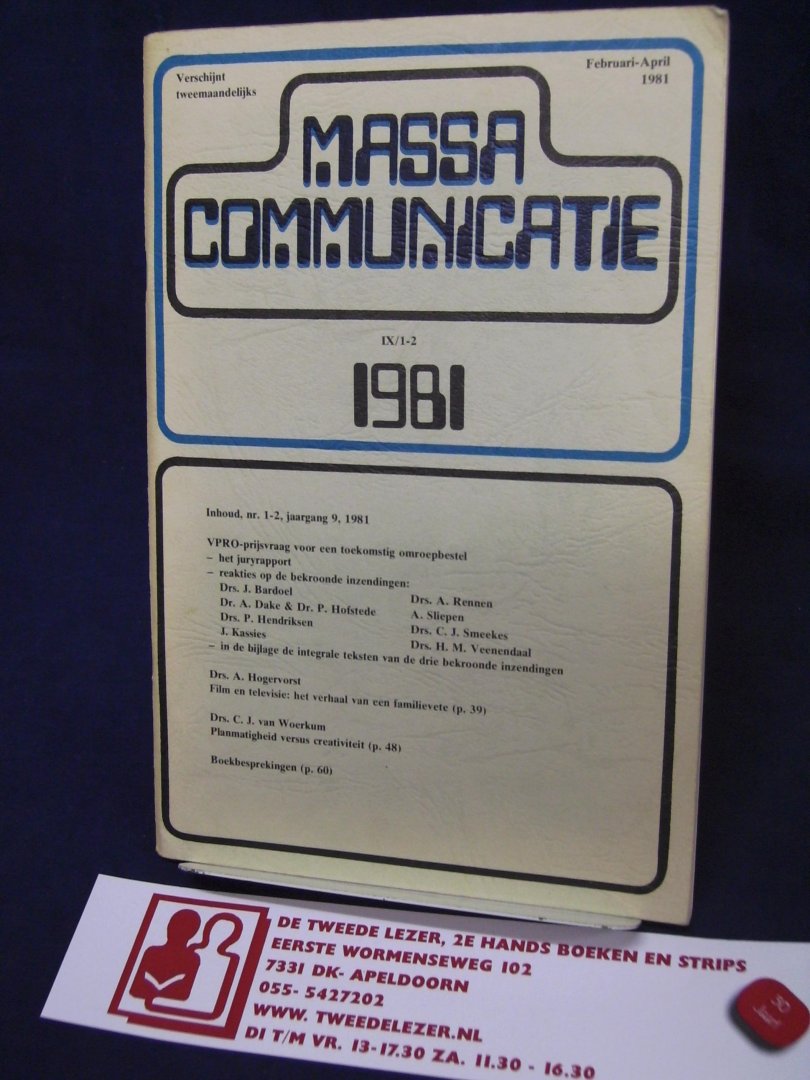 Verschijnt
tweemaandelijks
Februari-April
1981
MASSA
COMMUNICATIE
IX/1-2
1981
Inhoud, nr. 1-2, jaargang 9, 1981
VPRO-prijsvraag voor een toekomstig omroepbestel
– het juryrapport
– reakties op de bekroonde inzendingen:
Drs. J. Bardoel
Dr. A. Dake & Dr. P. Hofstede
Drs. P. Hendriksen
J. Kassies
Drs. A. Rennen
A. Sliepen
Drs. C. J. Smeekes
Drs. H. M. Veenendaal
– in de bijlage de integrale teksten van de drie bekroonde inzendingen
Drs. A. Hogervorst
Film en televisie: het verhaal van een familievete (p. 39)
Drs. C. J. van Woerkum
Planmatigheid versus creativiteit (p. 48)
Boekbesprekingen (p. 60)
DE TWEEDE LEZER, 2E HANDS BOEKEN EN STRIPS
EERSTE WORMENSEWEG 102
7331 DK- APELDOORN
055- 5427202
WWW. TWEEDELEZER.NL
DI T/M VR. 13-17.30 ZA. 11.30 - 16.30